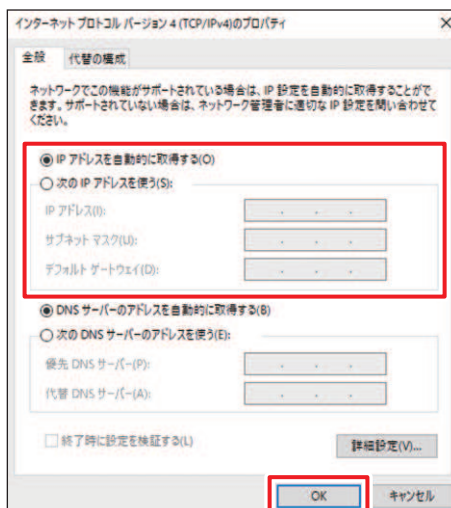 インターネット プロトコル バージョン 4 (TCP/IPv4)のプロパティ
全般 代替の構成
ネットワークでこの機能がサポートされている場合は、IP 設定を自動的に取得することがで
きます。サポートされていない場合は、ネットワーク管理者に適切な IP 設定を問い合わせて
ください。
IP アドレスを自動的に取得する(O)
次の IP アドレスを使う(S):
IP アドレス(I):
サブネット マスク(U):
デフォルト ゲートウェイ(D):
DNS サーバーのアドレスを自動的に取得する(B)
次の DNS サーバーのアドレスを使う(E):
優先 DNS サーバー(P):
代替 DNS サーバー(A):
終了時に設定を検証する(L)
詳細設定(V)...
OK キャンセル